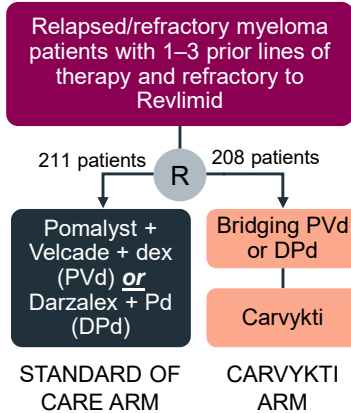 Relapsed/refractory myeloma
patients with 1–3 prior lines of
therapy and refractory to
Revlimid
211 patients
208 patients
R
Pomalyst +
Velcade + dex
(PVd) or
Darzalex + Pd
(DPd)
Bridging PVd
or DPd
Carvykti
STANDARD OF
CARE ARM
CARVYKTI
ARM